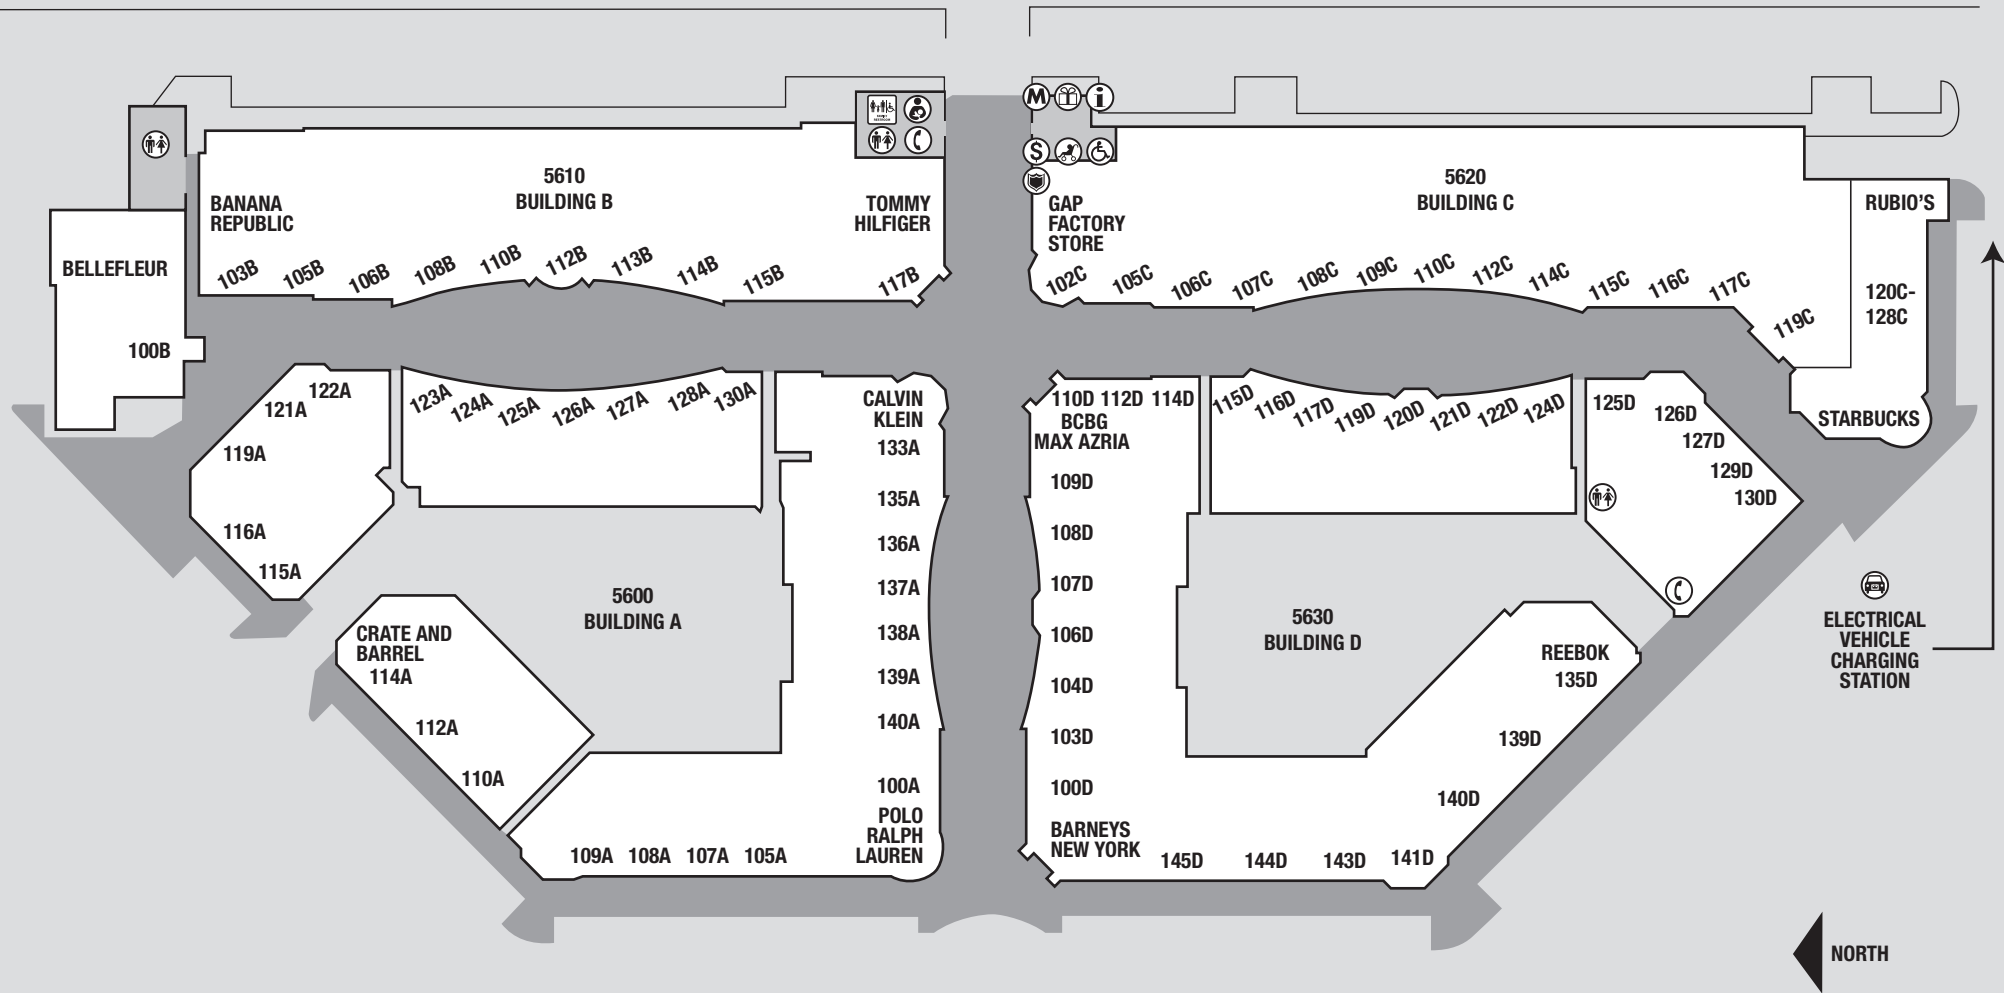 M
i
$
5610
BUILDING B
BANANA
REPUBLIC
TOMMY
HILFIGER
103B
105B
106B
108B
110B
112B
113B
114B
115B
117B
BELLEFLEUR
100B
5620
BUILDING C
GAP
FACTORY
STORE
102C
105C
106C
107C
108C
109C
110C
112C
114C
115C
116C
117C
119C
RUBIO'S
120C-
128C
STARBUCKS
122A
121A
119A
116A
115A
123A
124A
125A
126A
127A
128A
130A
CALVIN
KLEIN
133A
135A
136A
137A
138A
139A
140A
100A
POLO
RALPH
LAUREN
5600
BUILDING A
CRATE AND
BARREL
114A
112A
110A
109A 108A 107A 105A
110D 112D 114D
BCBG
MAX AZRIA
109D
108D
107D
106D
104D
103D
100D
BARNEYS
NEW YORK
145D 144D 143D 141D
140D
139D
135D
REEBOK
5630
BUILDING D
115D
116D
117D
119D
120D
121D
122D
124D
125D
126D
127D
129D
130D
ELECTRICAL
VEHICLE
CHARGING
STATION
NORTH